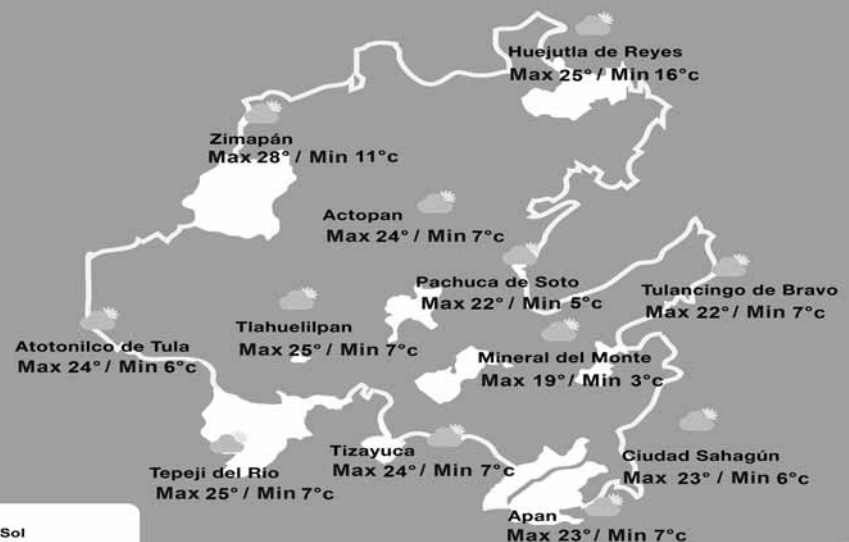 Huejutla de Reyes
Max 25° / Min 16°c
Zimapán
Max 28° / Min 11°c
Actopan
Max 24° / Min 7°c
Pachuca de Soto
Max 22° / Min 5°c
Tulancingo de Bravo
Max 22° / Min 7°c
Tlahuelilpan
Max 25° / Min 7°c
Atotonilco de Tula
Max 24° / Min 6°c
Mineral del Monte
Max 19° / Min 3°c
Tizayuca
Max 24° / Min 7°c
Ciudad Sahagún
Max 23° / Min 6°c
Tepeji del Río
Max 25° / Min 7°c
Apan
Max 23° / Min 7°c
Sol